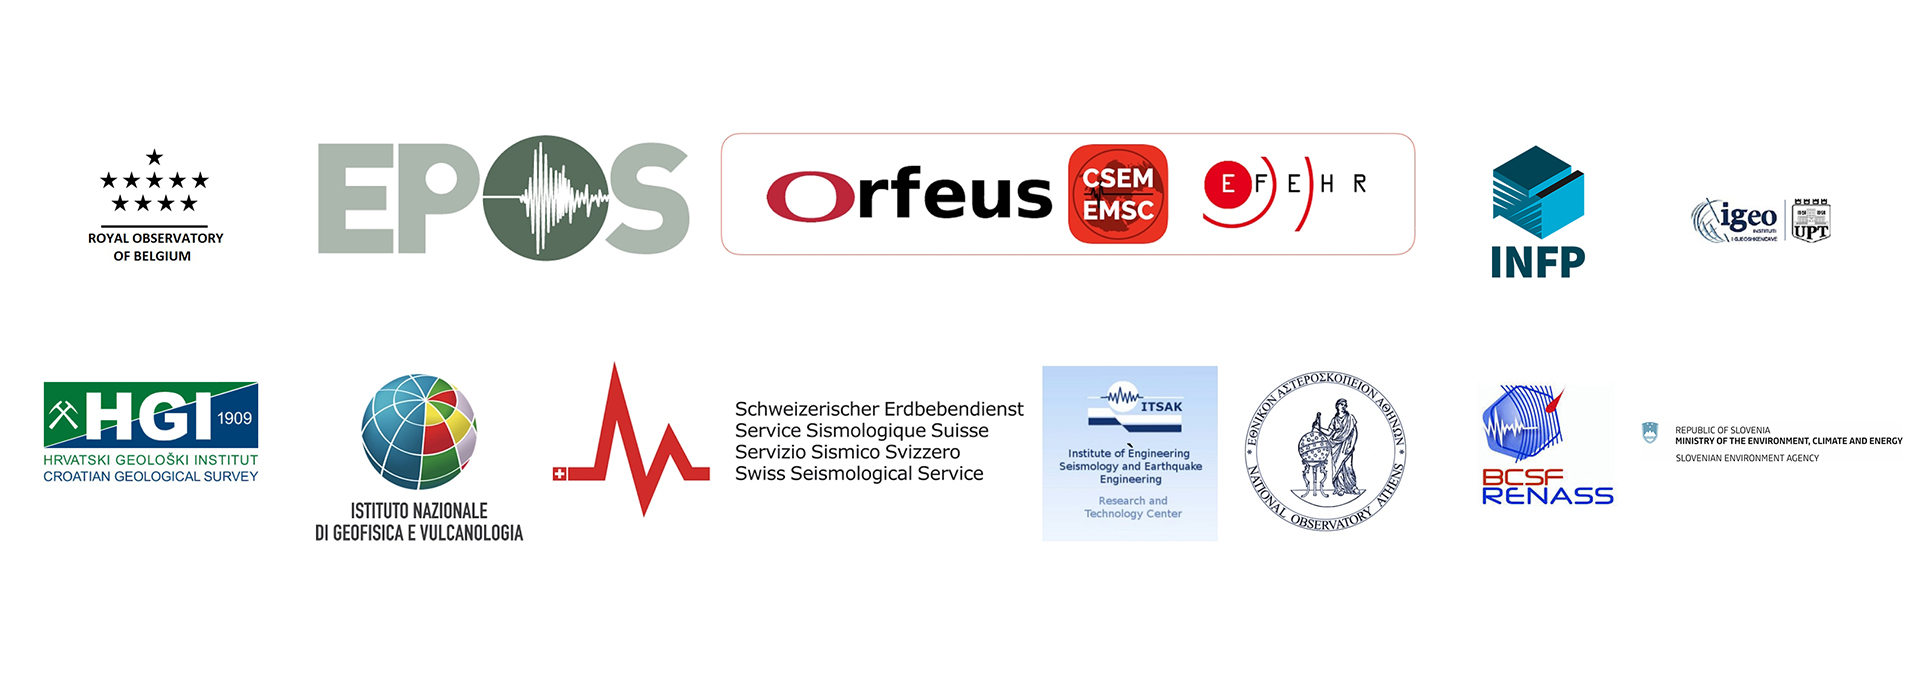 ROYAL OBSERVATORY
OF BELGIUM
EPOS
Orfeus
CSEM
EMSC
EFEHR
INFP
igeo
INSTITUTI
I GJEOSHKENCAVE
UPT
HGI 1909
HRVATSKI GEOLOŠKI INSTITUT
CROATIAN GEOLOGICAL SURVEY
ISTITUTO NAZIONALE
DI GEOFISICA E VULCANOLOGIA
Schweizerischer Erdbebendienst
Service Sismologique Suisse
Servizio Sismico Svizzero
Swiss Seismological Service
ITSAK
Institute of Engineering
Seismology and Earthquake
Engineering
Research and
Technology Center
ΕΘΝΙΚΟΝ ΑΣΤΕΡΟΣΚΟΠΕΙΟΝ ΑΘΗΝΩΝ
NATIONAL OBSERVATORY ATHENS
BCSF
RENASS
REPUBLIC OF SLOVENIA
MINISTRY OF THE ENVIRONMENT, CLIMATE AND ENERGY
SLOVENIAN ENVIRONMENT AGENCY